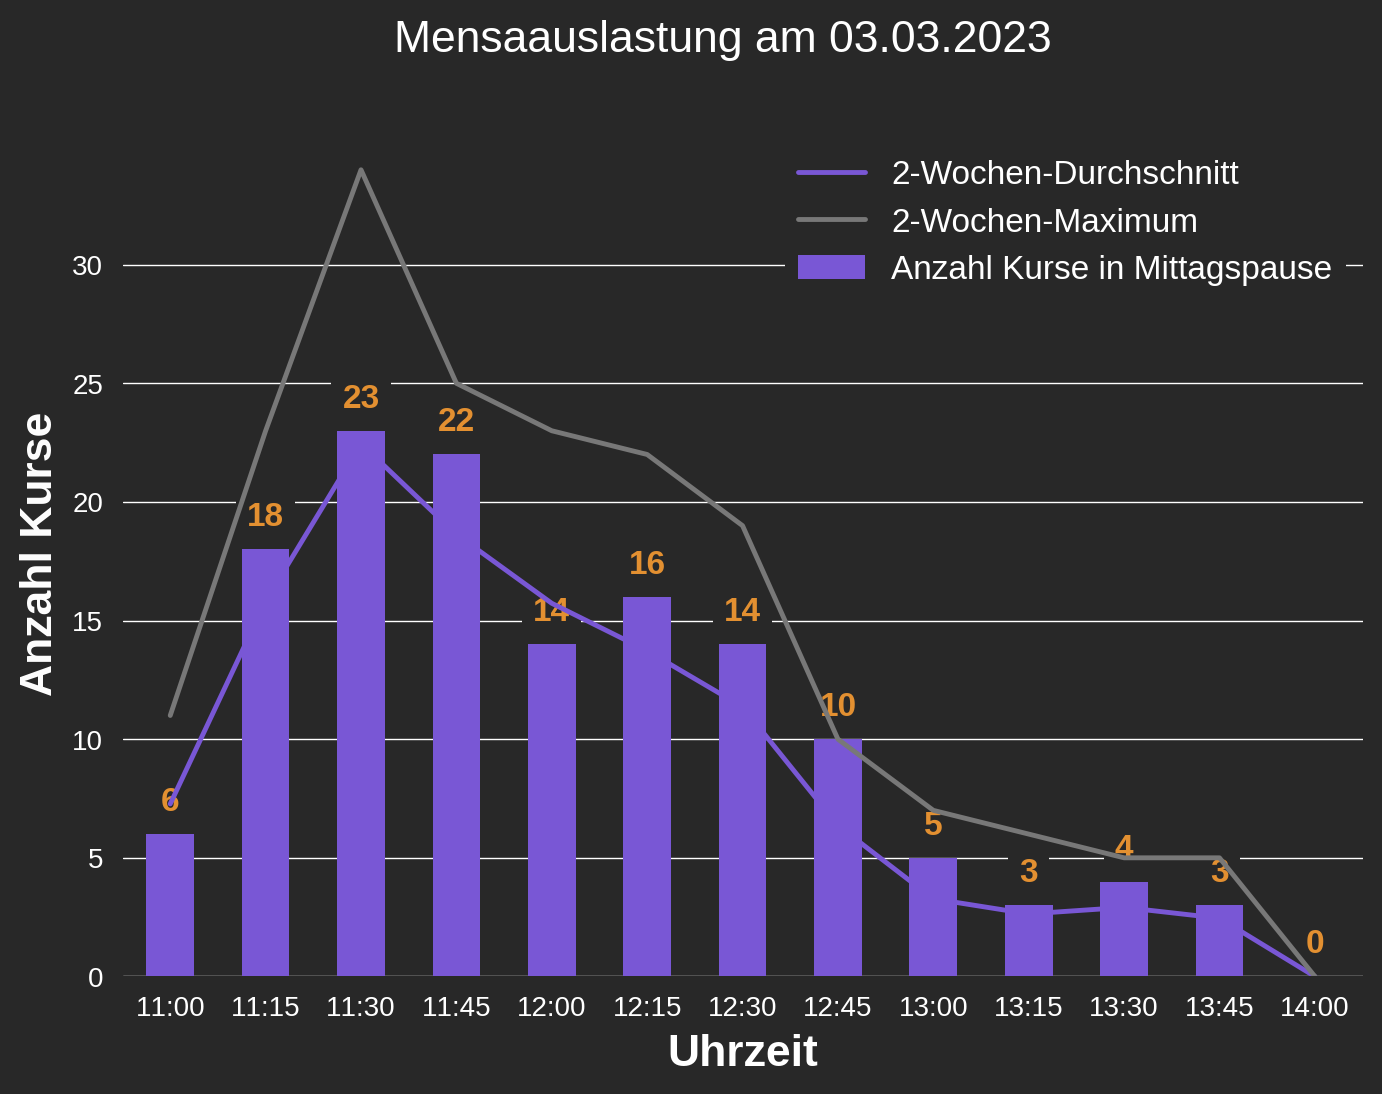 Mensaauslastung am 03.03.2023
2-Wochen-Durchschnitt
2-Wochen-Maximum
Anzahl Kurse in Mittagspause
Anzahl Kurse
30
25
20
15
10
5
0
6
18
23
22
14
16
14
10
5
3
4
3
0
11:00 11:15 11:30 11:45 12:00 12:15 12:30 12:45 13:00 13:15 13:30 13:45 14:00
Uhrzeit